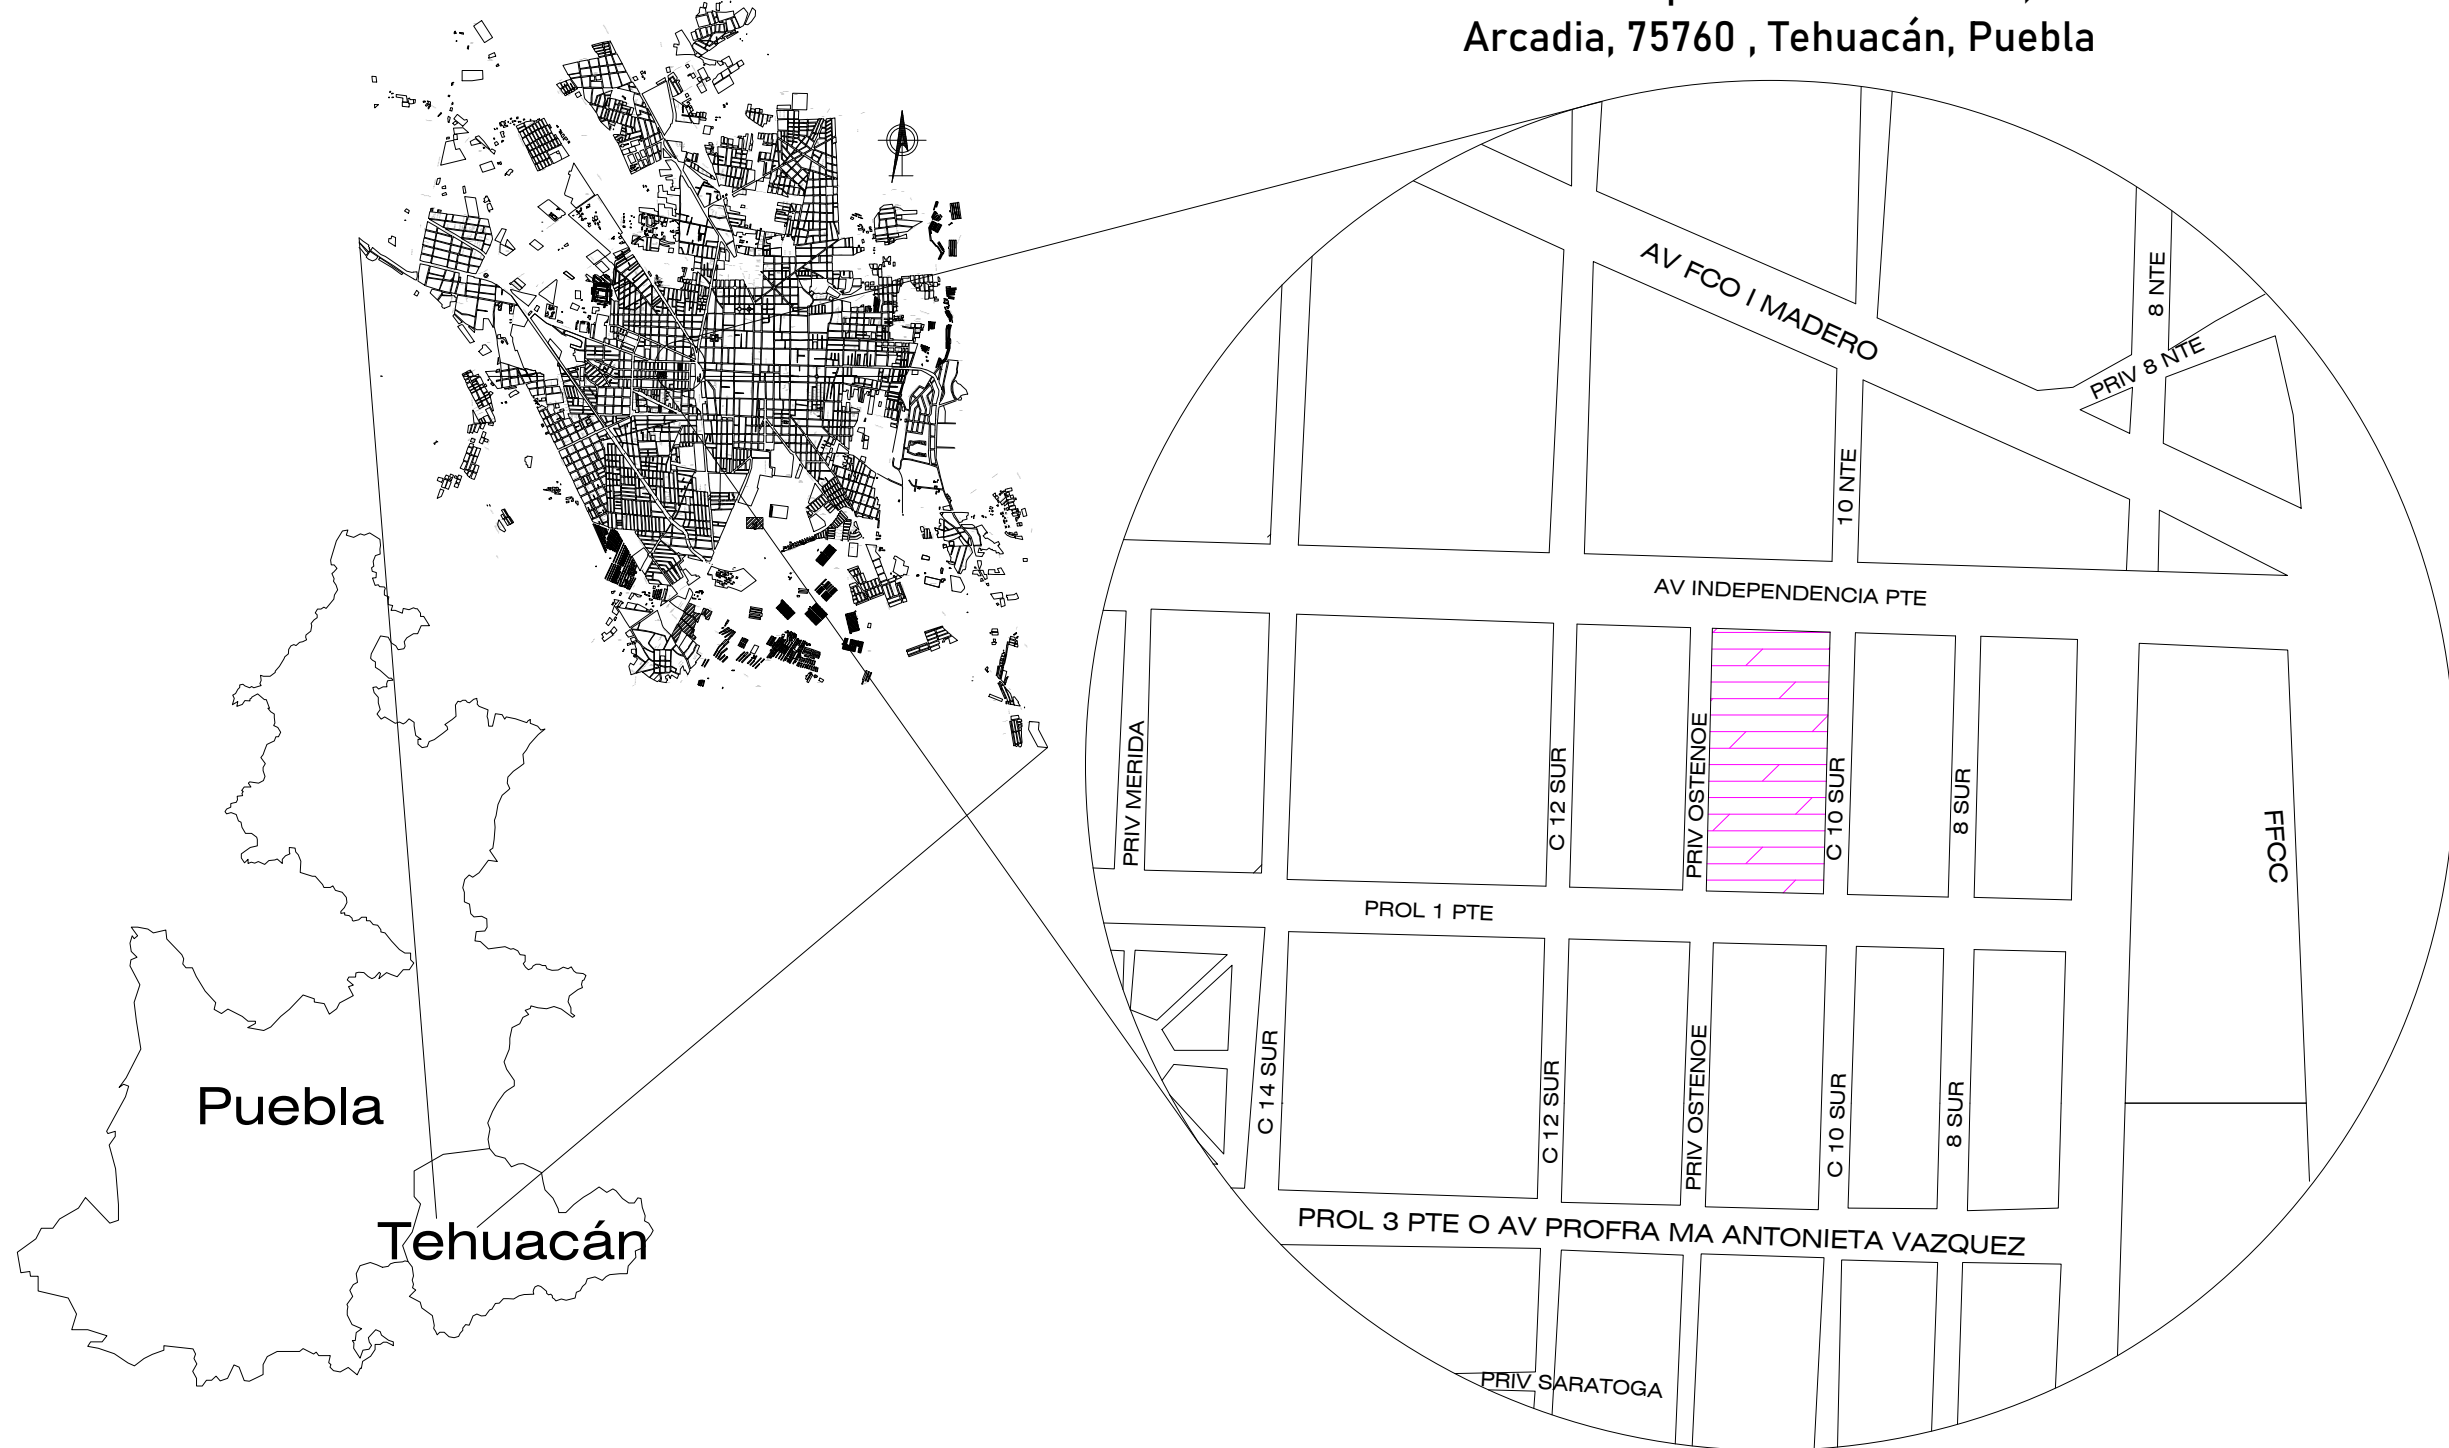 Arcadia, 75760 , Tehuacán, Puebla
AV FCO I MADERO
8 NTE
PRIV 8 NTE
10 NTE
AV INDEPENDENCIA PTE
PRIV MERIDA
C 12 SUR
PRIV OSTENOE
C 10 SUR
8 SUR
FFCC
PROL 1 PTE
C 14 SUR
C 12 SUR
PRIV OSTENOE
C 10 SUR
8 SUR
Puebla
Tehuacán
PROL 3 PTE O AV PROFRA MA ANTONIETA VAZQUEZ
PRIV SARATOGA